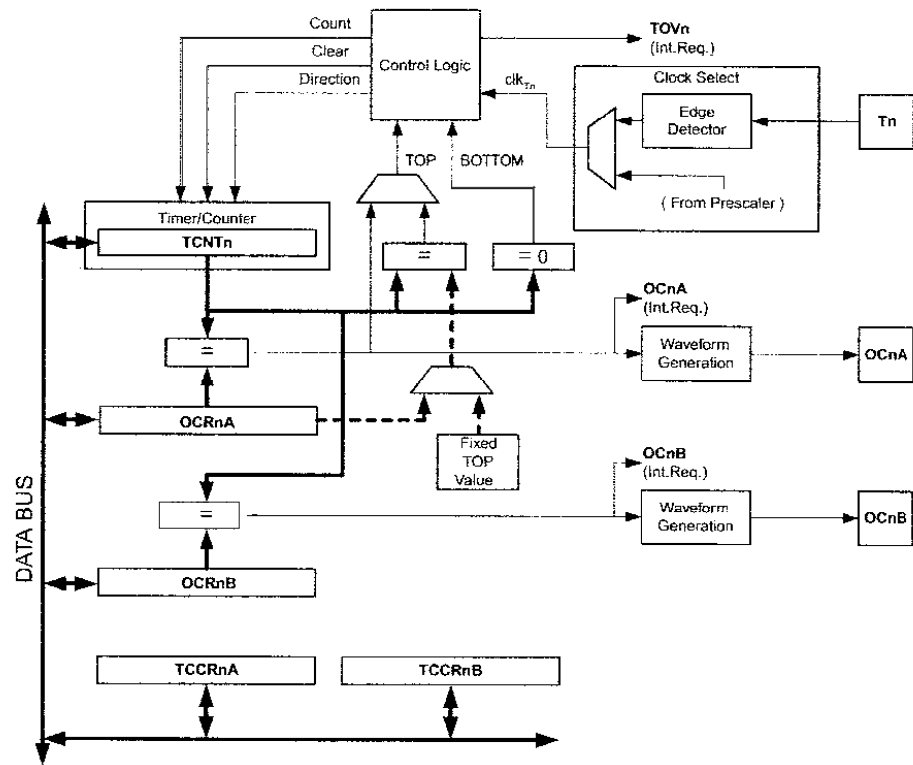 Count
Clear
Direction
Control Logic
TOVn
(Int.Req.)
clkTn
Clock Select
Edge
Detector
Tn
( From Prescaler )
TOP
BOTTOM
Timer/Counter
TCNTn
=
= 0
OCnA
(Int.Req.)
=
Waveform
Generation
OCnA
OCRnA
Fixed
TOP
Value
OCnB
(Int.Req.)
=
Waveform
Generation
OCnB
OCRnB
DATA BUS
TCCRnA
TCCRnB